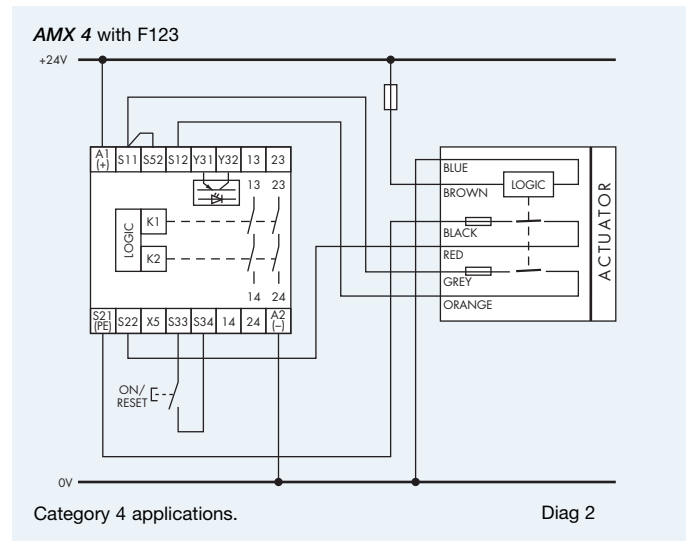 AMX 4 with F123
+24V
A1 (+) S11 S52 S12 Y31 Y32 13 23
13 23
LOGIC
K1
K2
14 24
S21 (PE) S22 X5 S33 S34 14 24 A2 (–)
ON/
RESET
BLUE
BROWN
LOGIC
BLACK
RED
GREY
ORANGE
ACTUATOR
0V
Category 4 applications.
Diag 2